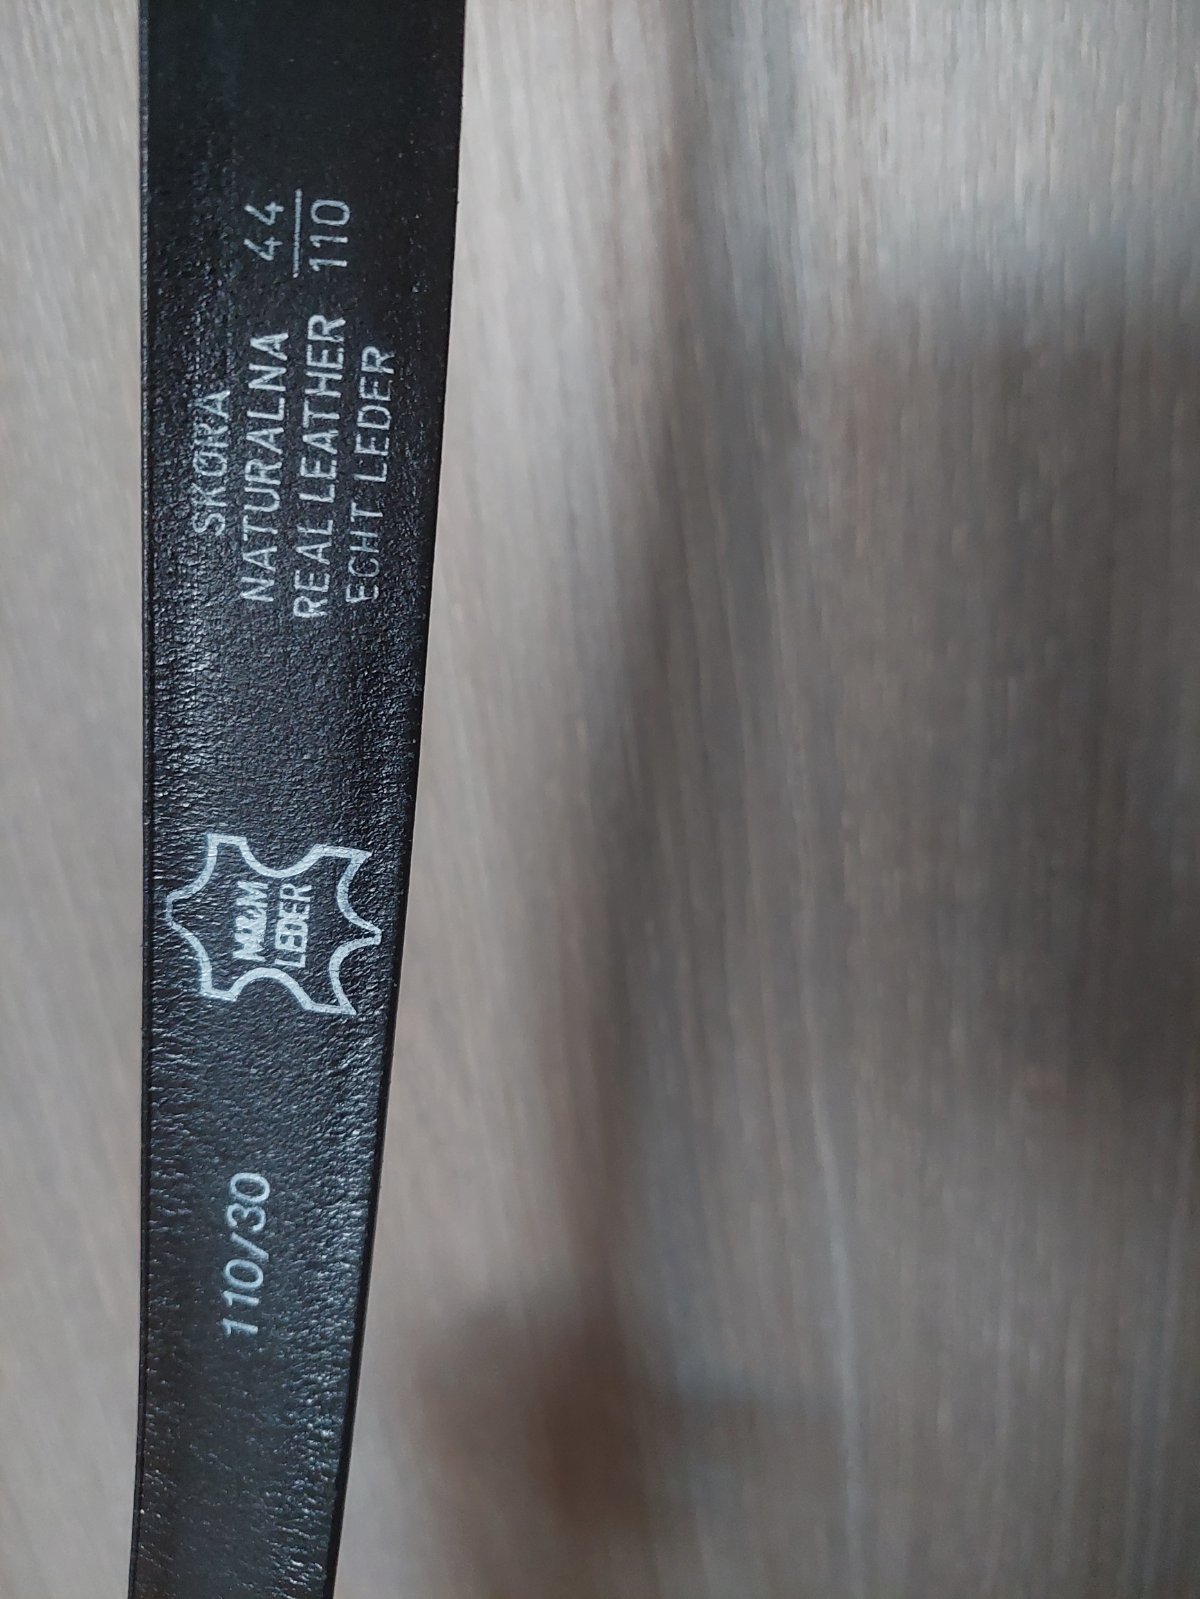 SKÓRA
NATURALNA
REAL LEATHER
ECHT LEDER
44
110
LEDER
110/30